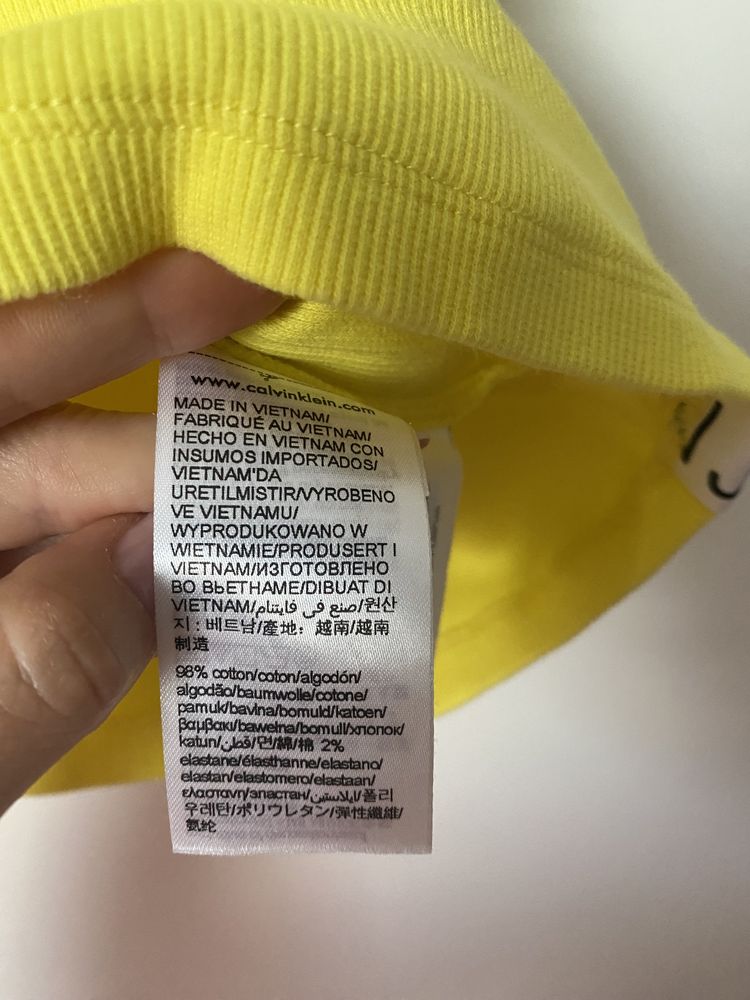 www.calvinklein.com
MADE IN VIETNAM/
FABRIQUÉ AU VIETNAM/
HECHO EN VIETNAM CON
INSUMOS IMPORTADOS/
VIETNAM'DA
URETILMISTIR/VYROBENO
VE VIETNAMU/
WYPRODUKOWANO W
WIETNAMIE/PRODUSERT I
VIETNAM/ИЗГОТОВЛЕНО
ВО ВЬЕТНАМЕ/DIBUAT DI
VIETNAM/صنع في فايتنام/원산
지 : 베트남/產地：越南/越南
制造
98% cotton/coton/algodón/
algodão/baumwolle/cotone/
pamuk/bavlna/bomuld/katoen/
βαμβακι/bawełna/bomull/хлопок/
katun/قطن/면/綿/棉 2%
elastane/élasthanne/elastano/
elastan/elastomero/elastaan/
ελαστανη/эластан/ايلاستين/폴리
우레탄/ポリウレタン/彈性纖維/
氨纶